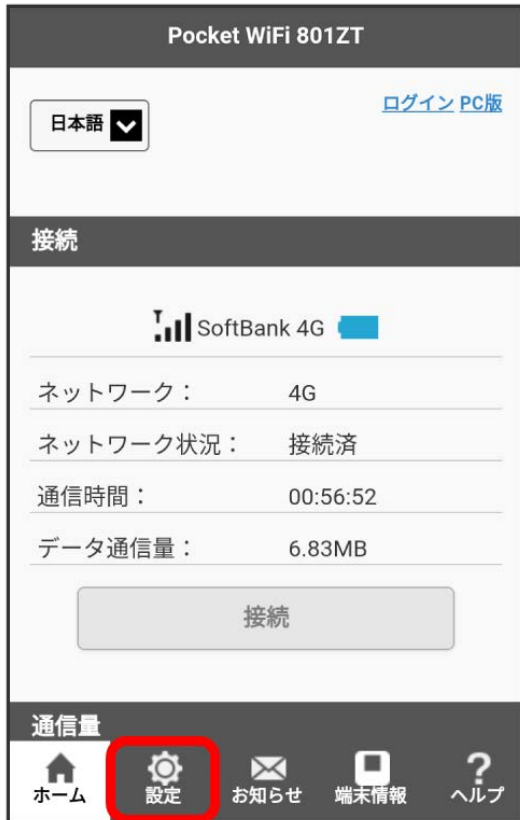 Pocket WiFi 801ZT
ログイン PC版
日本語
接続
SoftBank 4G
ネットワーク： 4G
ネットワーク状況： 接続済
通信時間： 00:56:52
データ通信量： 6.83MB
接続
通信量
ホーム 設定 お知らせ 端末情報 ヘルプ